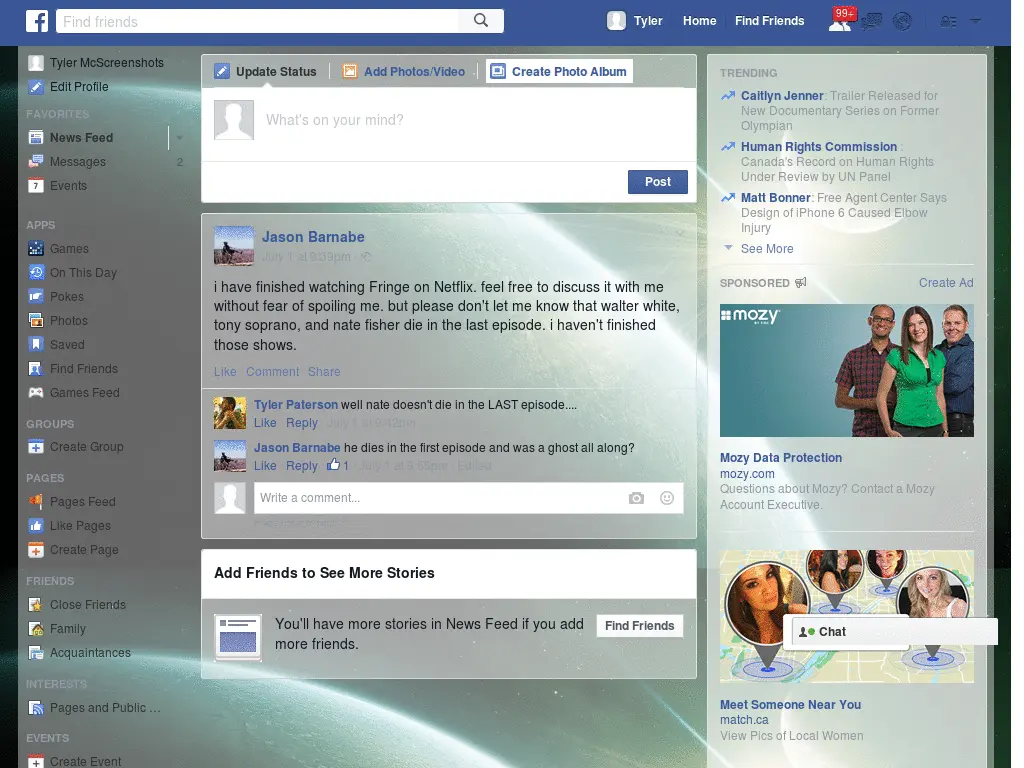 Find friends
Tyler
Home
Find Friends
99+
Tyler McScreenshots
Edit Profile
FAVORITES
News Feed
Messages 2
Events
APPS
Games
On This Day
Pokes
Photos
Saved
Find Friends
Games Feed
GROUPS
Create Group
PAGES
Pages Feed
Like Pages
Create Page
FRIENDS
Close Friends
Family
Acquaintances
INTERESTS
Pages and Public ...
EVENTS
Create Event
Update Status
Add Photos/Video
Create Photo Album
What's on your mind?
Post
Jason Barnabe
July 1 at 9:39pm ·
i have finished watching Fringe on Netflix. feel free to discuss it with me
without fear of spoiling me. but please don't let me know that walter white,
tony soprano, and nate fisher die in the last episode. i haven't finished
those shows.
Like Comment Share
Tyler Paterson well nate doesn't die in the LAST episode....
Like Reply July 1 at 9:42pm
Jason Barnabe he dies in the first episode and was a ghost all along?
Like Reply 1 July 1 at 9:53pm · Edited
Write a comment...
Add Friends to See More Stories
You'll have more stories in News Feed if you add
more friends.
Find Friends
TRENDING
Caitlyn Jenner: Trailer Released for
New Documentary Series on Former
Olympian
Human Rights Commission :
Canada's Record on Human Rights
Under Review by UN Panel
Matt Bonner: Free Agent Center Says
Design of iPhone 6 Caused Elbow
Injury
See More
SPONSORED
Create Ad
mozy
Mozy Data Protection
mozy.com
Questions about Mozy? Contact a Mozy
Account Executive.
Chat
Meet Someone Near You
match.ca
View Pics of Local Women